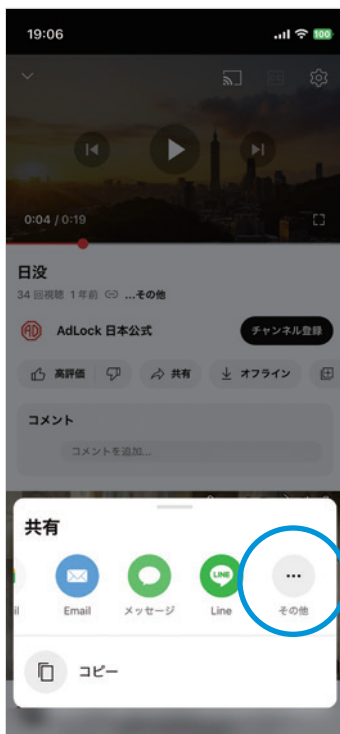 19:06
100
0:04 / 0:19
日没
34 回視聴 1 年前 ...その他
AD AdLock 日本公式 チャンネル登録
高評価 共有 オフライン
コメント
コメントを追加...
共有
il Email メッセージ Line その他
LINE
コピー